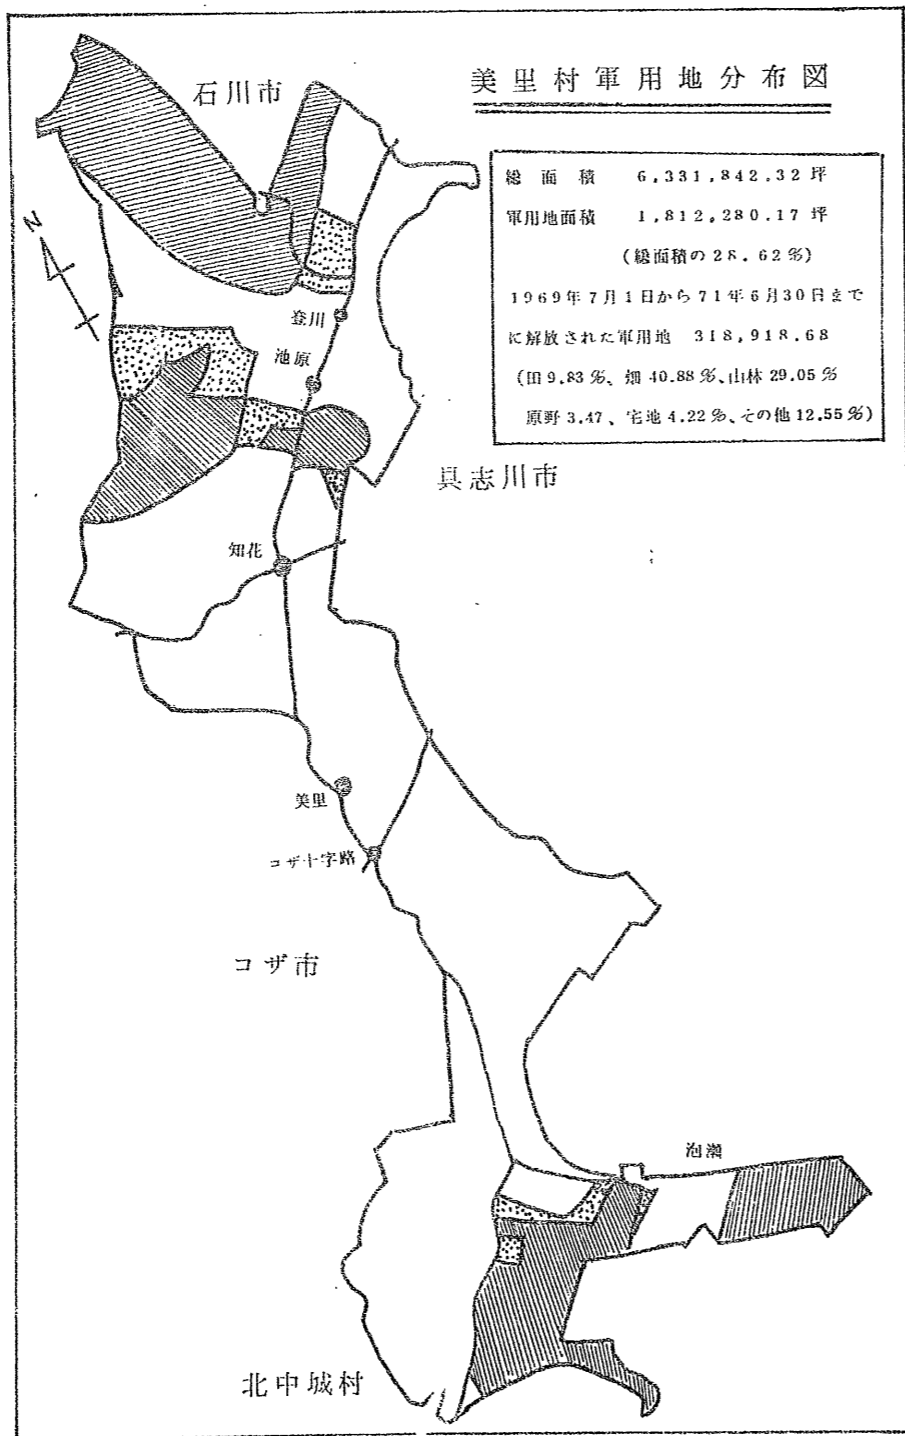 美里村軍用地分布図
石川市
総面積 6,331,842.32 坪
軍用地面積 1,812,280.17 坪
(総面積の28.62%)
1969年7月1日から71年6月30日まで
に解放された軍用地 318,918.68
(田9.83%、畑40.88%、山林29.05%
原野3.47、宅地4.22%、その他12.55%)
N
登川
池原
具志川市
知花
美里
コザ十字路
コザ市
泡瀬
北中城村